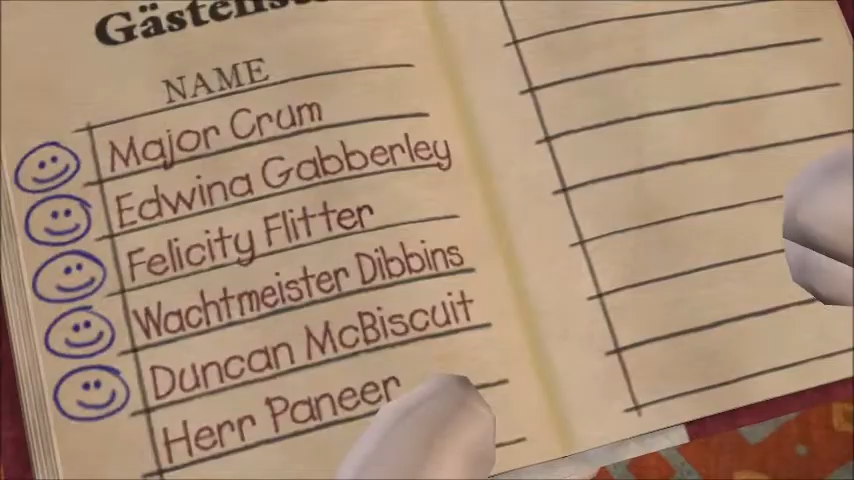 NAME
Major Crum
Edwina Gabberley
Felicity Flitter
Wachtmeister Dibbins
Duncan McBiscuit
Herr Paneer